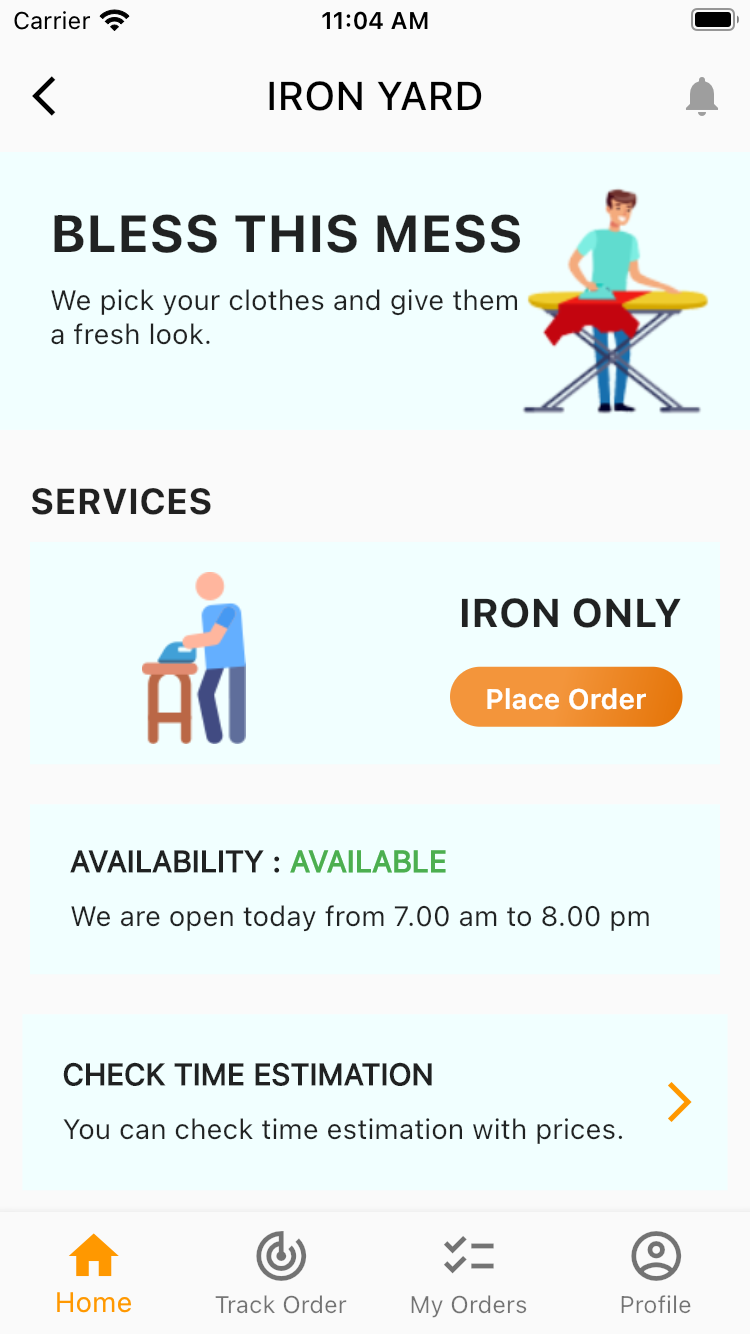 Carrier
11:04 AM
IRON YARD
BLESS THIS MESS
We pick your clothes and give them
a fresh look.
SERVICES
IRON ONLY
Place Order
AVAILABILITY : AVAILABLE
We are open today from 7.00 am to 8.00 pm
CHECK TIME ESTIMATION
You can check time estimation with prices.
Home
Track Order
My Orders
Profile